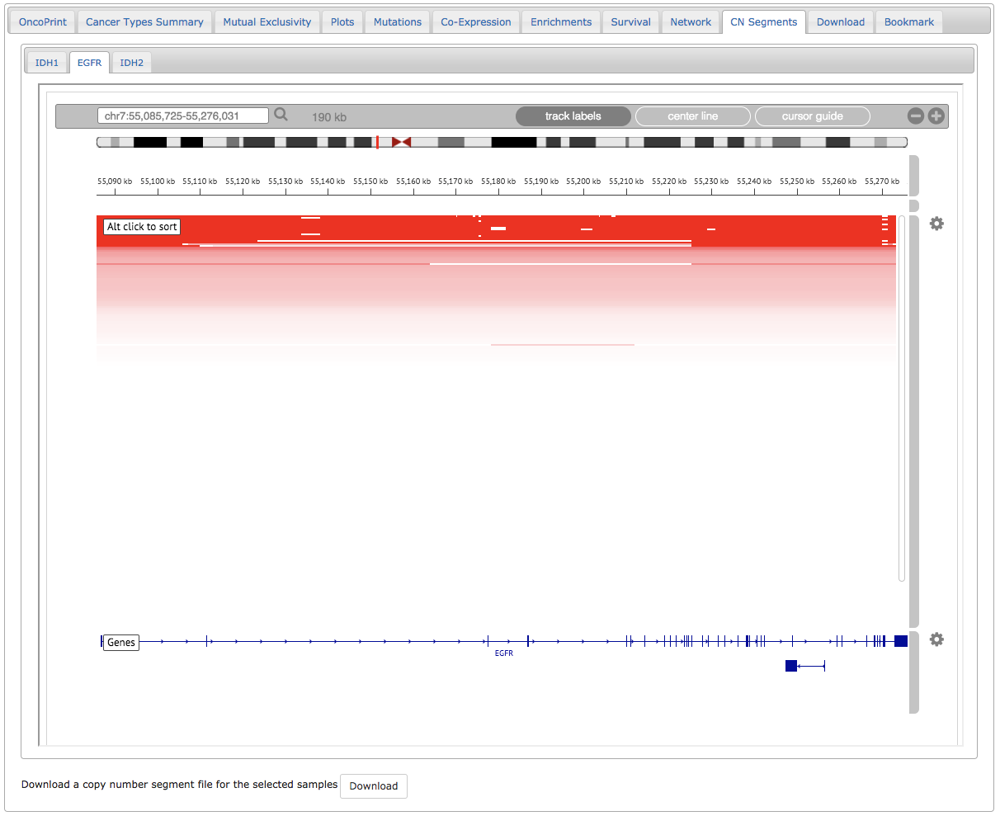 OncoPrint Cancer Types Summary Mutual Exclusivity Plots Mutations Co-Expression Enrichments Survival Network CN Segments Download Bookmark
IDH1 EGFR IDH2
chr7:55,085,725-55,276,031 190 kb track labels center line cursor guide
55,090 kb 55,100 kb 55,110 kb 55,120 kb 55,130 kb 55,140 kb 55,150 kb 55,160 kb 55,170 kb 55,180 kb 55,190 kb 55,200 kb 55,210 kb 55,220 kb 55,230 kb 55,240 kb 55,250 kb 55,260 kb 55,270 kb
Alt click to sort
Genes
EGFR
Download a copy number segment file for the selected samples Download